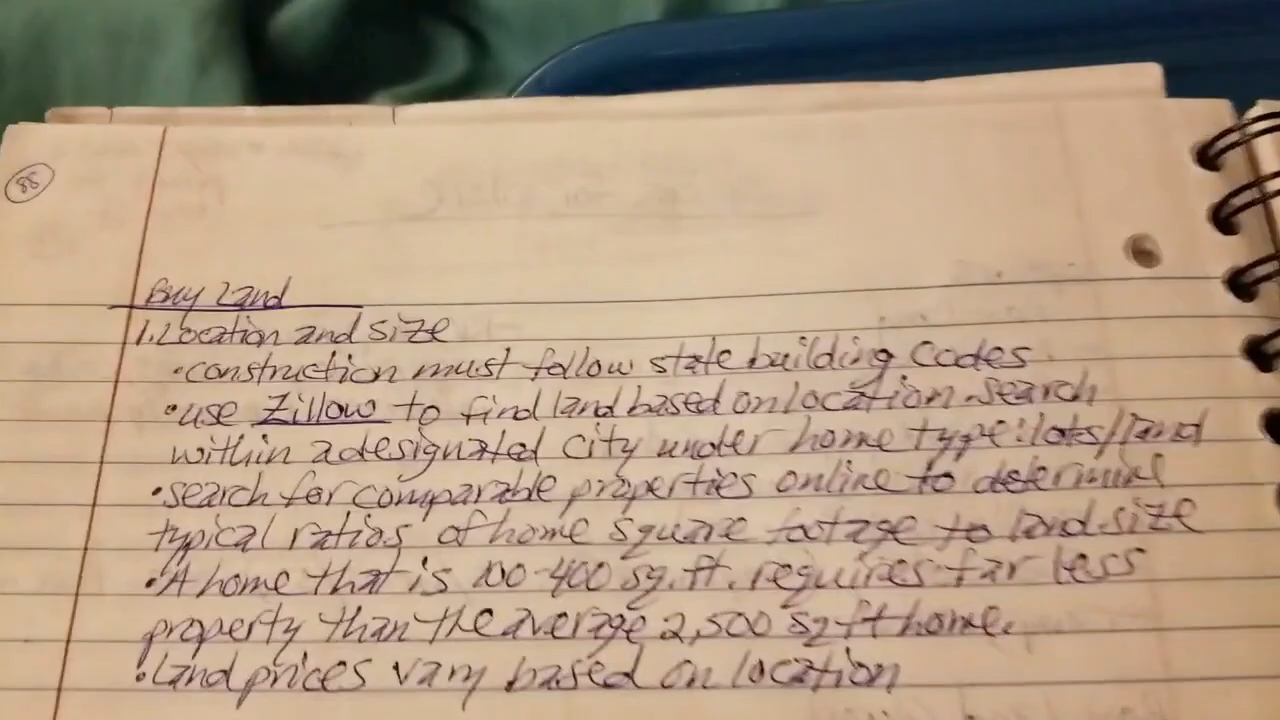 88
Buy Land
1. Location and size
• construction must follow state building codes
• use Zillow to find land based on location. search
within a designated city under home type: lots/land
• search for comparable properties online to determine
typical ratios of home square footage to land size
• A home that is 100-400 sq. ft. requires far less
property than the average 2,500 sq ft home.
• Land prices vary based on location